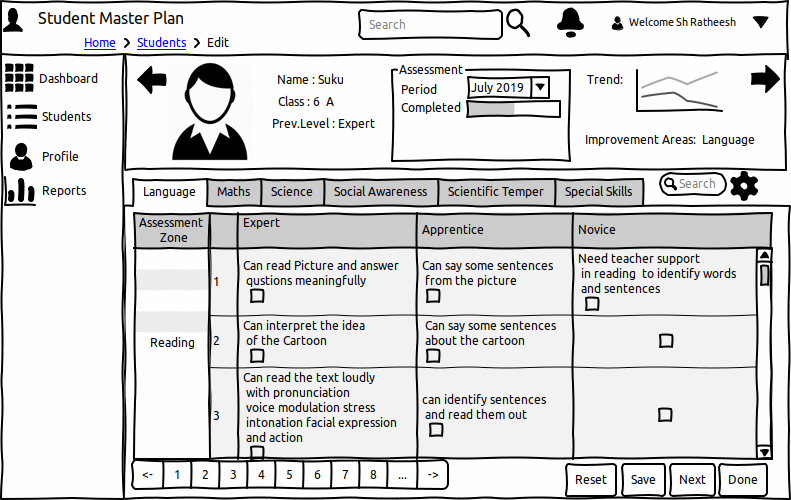 Student Master Plan
Search
Welcome Sh Ratheesh
Home > Students > Edit
Dashboard
Students
Profile
Reports
Name : Suku
Class : 6 A
Prev.Level : Expert
Assessment
Period
July 2019
Completed
Trend:
Improvement Areas: Language
Language
Maths
Science
Social Awareness
Scientific Temper
Special Skills
Search
Assessment
Zone
Expert
Apprentice
Novice
Reading
1
Can read Picture and answer
qustions meaningfully
Can say some sentences
from the picture
Need teacher support
in reading to identify words
and sentences
2
Can interpret the idea
of the Cartoon
Can say some sentences
about the cartoon
3
Can read the text loudly
with pronunciation
voice modulation stress
intonation facial expression
and action
can identify sentences
and read them out
<- 1 2 3 4 5 6 7 8 ... ->
Reset
Save
Next
Done